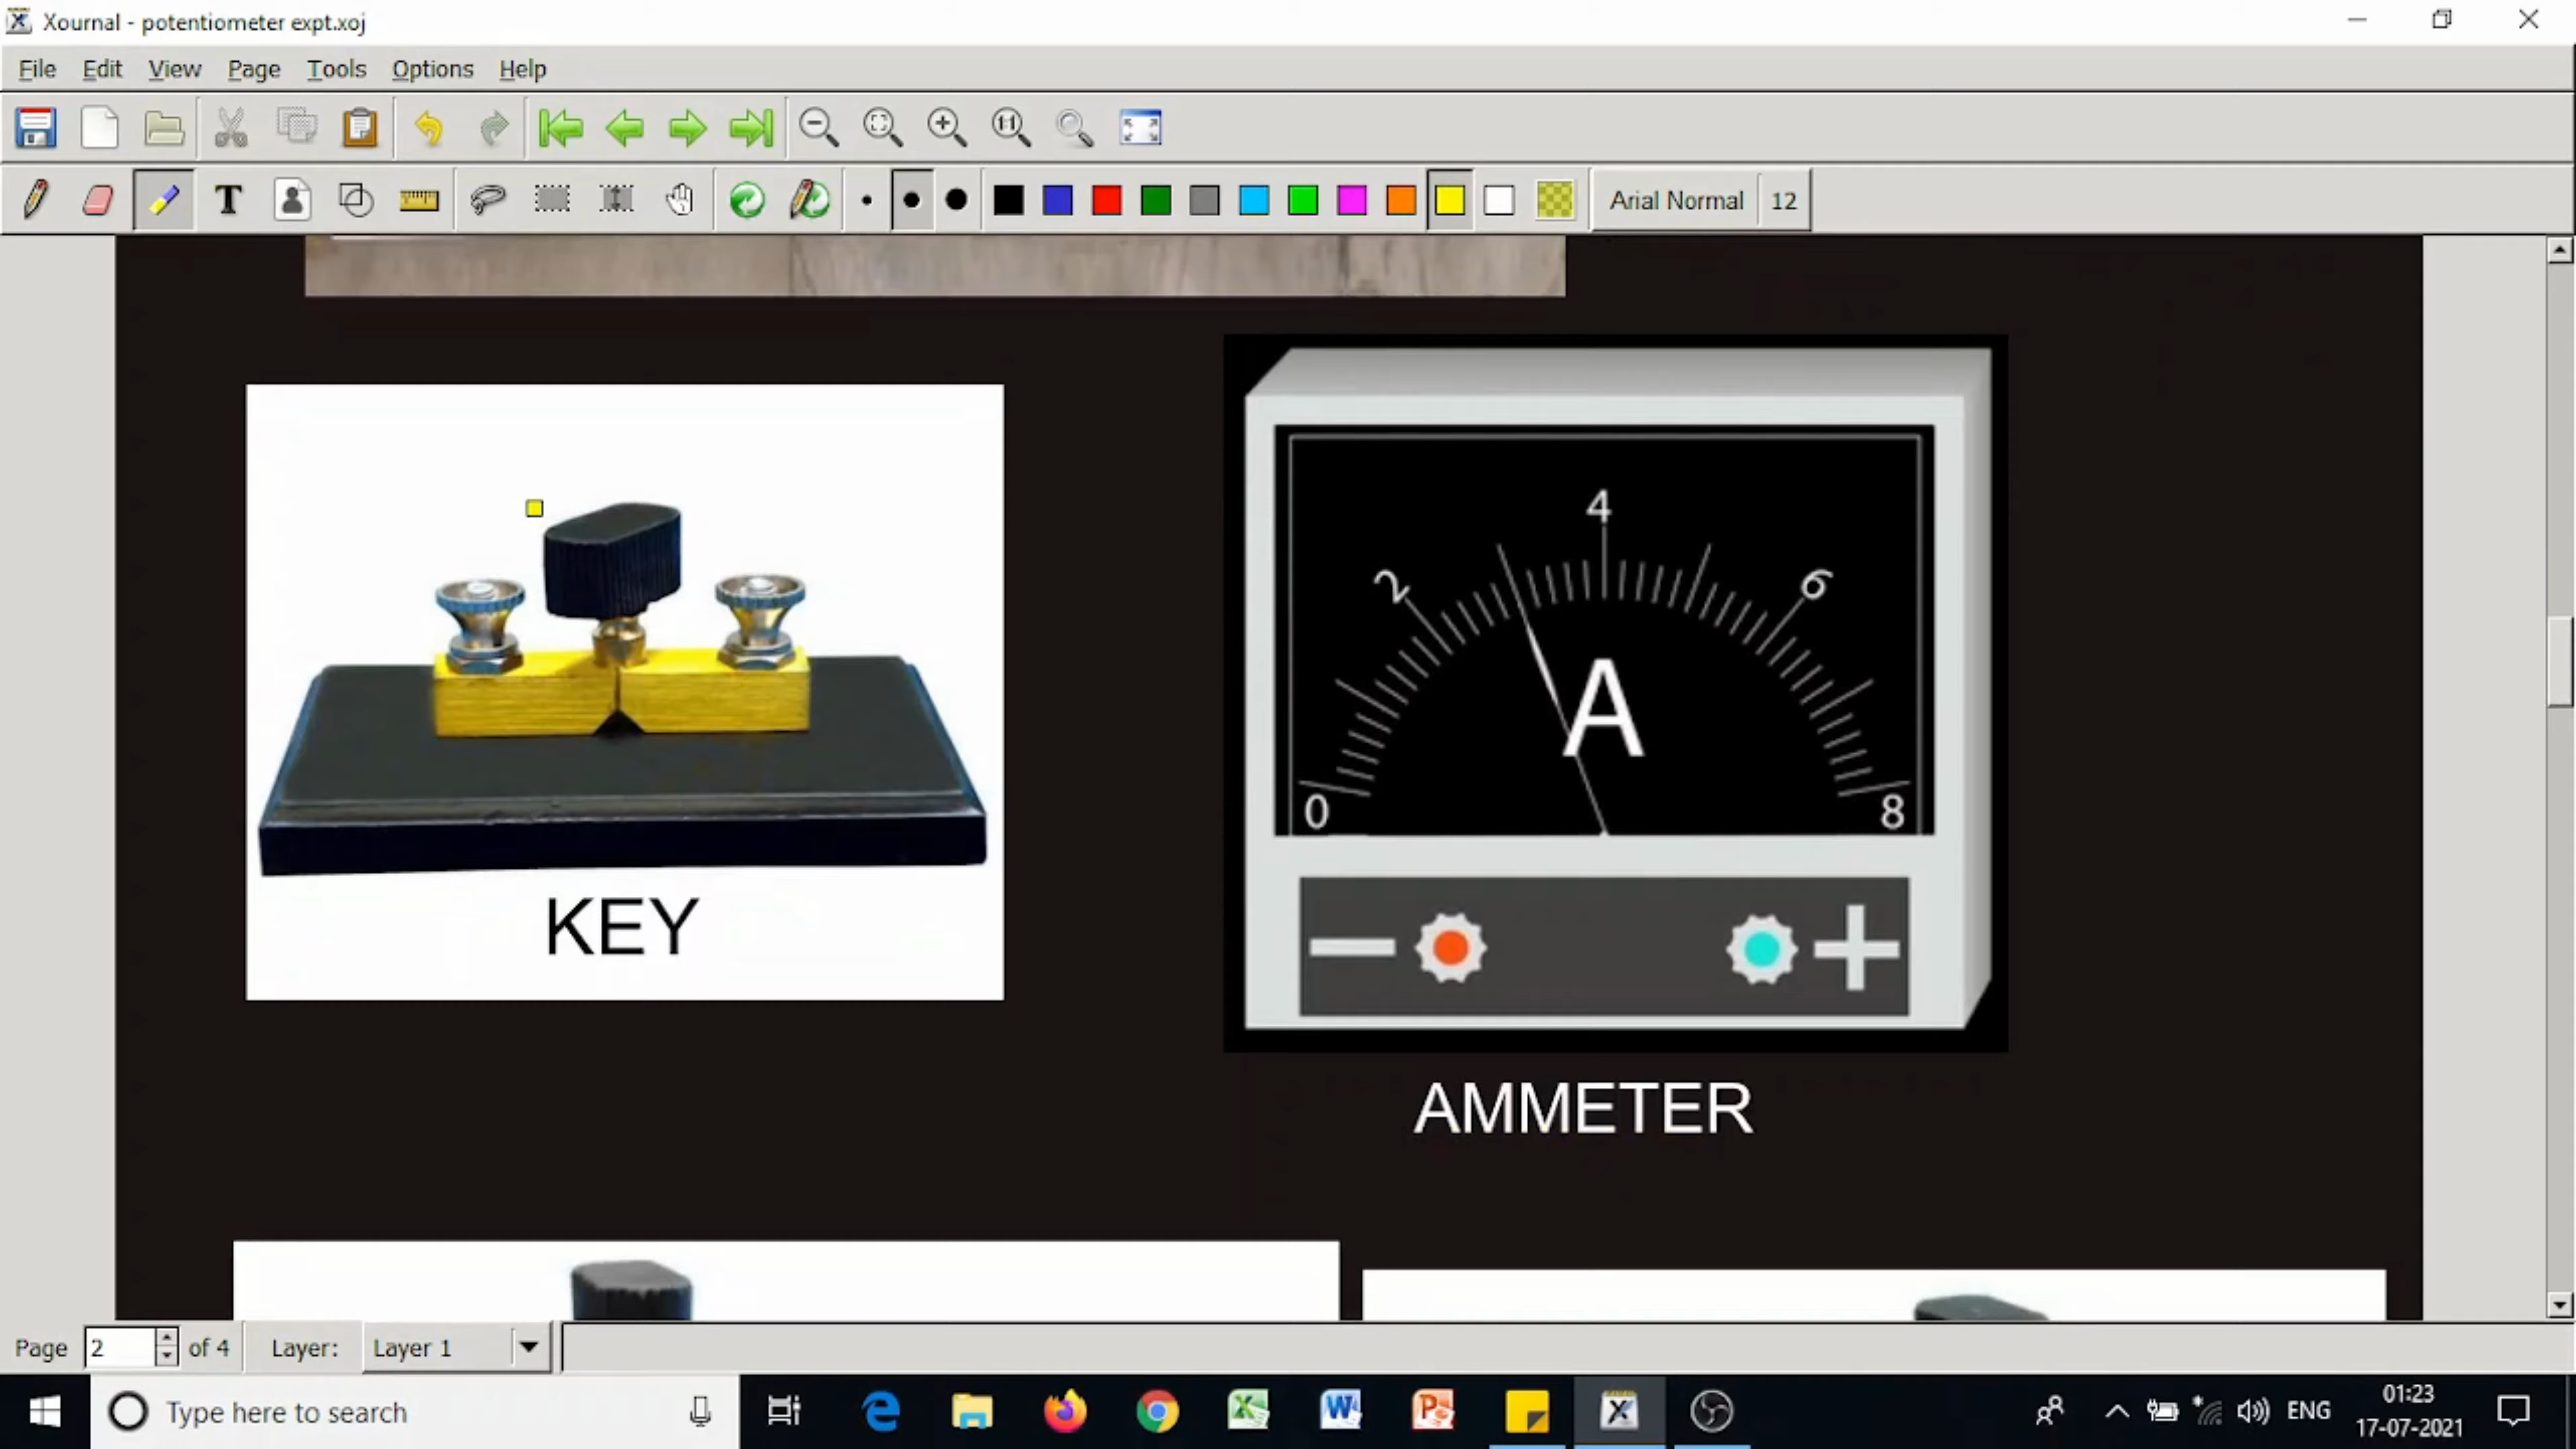 Xournal - potentiometer expt.xoj
File Edit View Page Tools Options Help
T Arial Normal 12
4
2 6
A
0 8
KEY
AMMETER
Page 2 of 4 Layer: Layer 1
Type here to search
ENG
01:23
17-07-2021